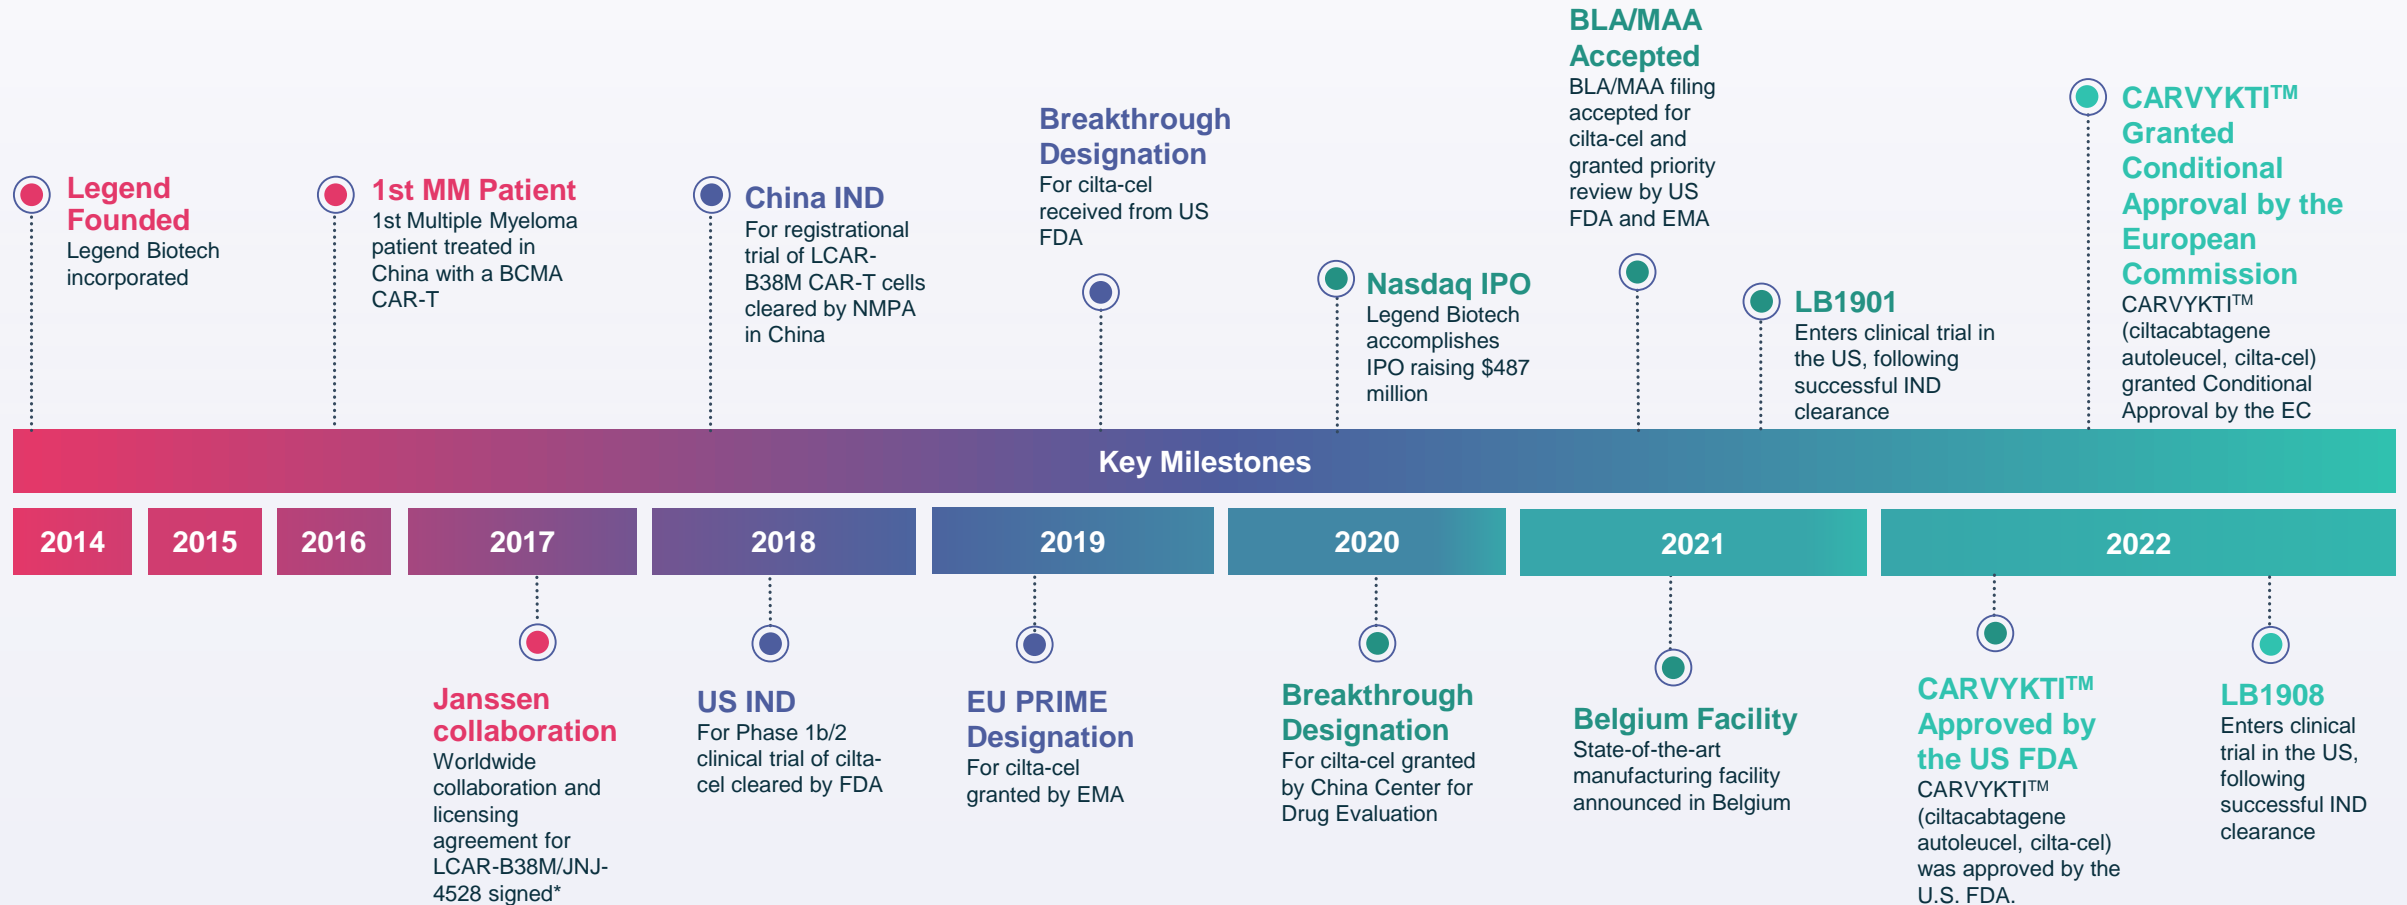 Legend
Founded
Legend Biotech
incorporated
1st MM Patient
1st Multiple Myeloma
patient treated in
China with a BCMA
CAR-T
China IND
For registrational
trial of LCAR-
B38M CAR-T cells
cleared by NMPA
in China
Breakthrough
Designation
For cilta-cel
received from US
FDA
Nasdaq IPO
Legend Biotech
accomplishes
IPO raising $487
million
BLA/MAA
Accepted
BLA/MAA filing
accepted for
cilta-cel and
granted priority
review by US
FDA and EMA
LB1901
Enters clinical trial in
the US, following
successful IND
clearance
CARVYKTI™
Granted
Conditional
Approval by the
European
Commission
CARVYKTI™
(ciltacabtagene
autoleucel, cilta-cel)
granted Conditional
Approval by the EC
Key Milestones
2014 2015 2016 2017 2018 2019 2020 2021 2022
Janssen
collaboration
Worldwide
collaboration and
licensing
agreement for
LCAR-B38M/JNJ-
4528 signed*
US IND
For Phase 1b/2
clinical trial of cilta-
cel cleared by FDA
EU PRIME
Designation
For cilta-cel
granted by EMA
Breakthrough
Designation
For cilta-cel granted
by China Center for
Drug Evaluation
Belgium Facility
State-of-the-art
manufacturing facility
announced in Belgium
CARVYKTI™
Approved by
the US FDA
CARVYKTI™
(ciltacabtagene
autoleucel, cilta-cel)
was approved by the
U.S. FDA.
LB1908
Enters clinical
trial in the US,
following
successful IND
clearance